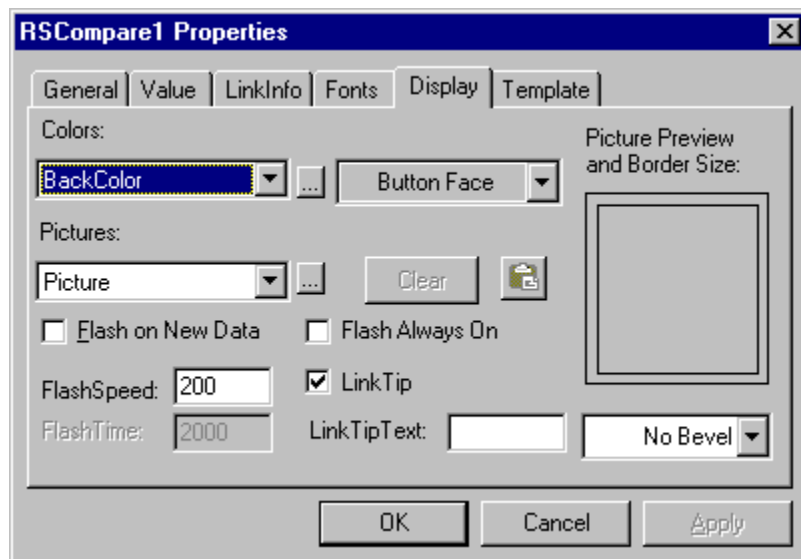 RSCompare1 Properties
General Value LinkInfo Fonts Display Template
Colors:
BackColor ... Button Face
Picture Preview
and Border Size:
Pictures:
Picture ... Clear
Flash on New Data Flash Always On
FlashSpeed: 200 LinkTip
FlashTime: 2000 LinkTipText: No Bevel
OK Cancel Apply